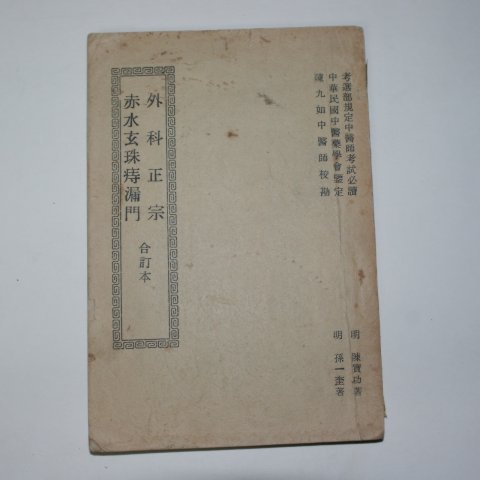 考選部規定中醫師考試必讀
中華民國中醫藥學會鑒定
陳九如中醫師校勘
明 陳實功著
明 孫一奎著
外科正宗
赤水玄珠痔漏門
合訂本